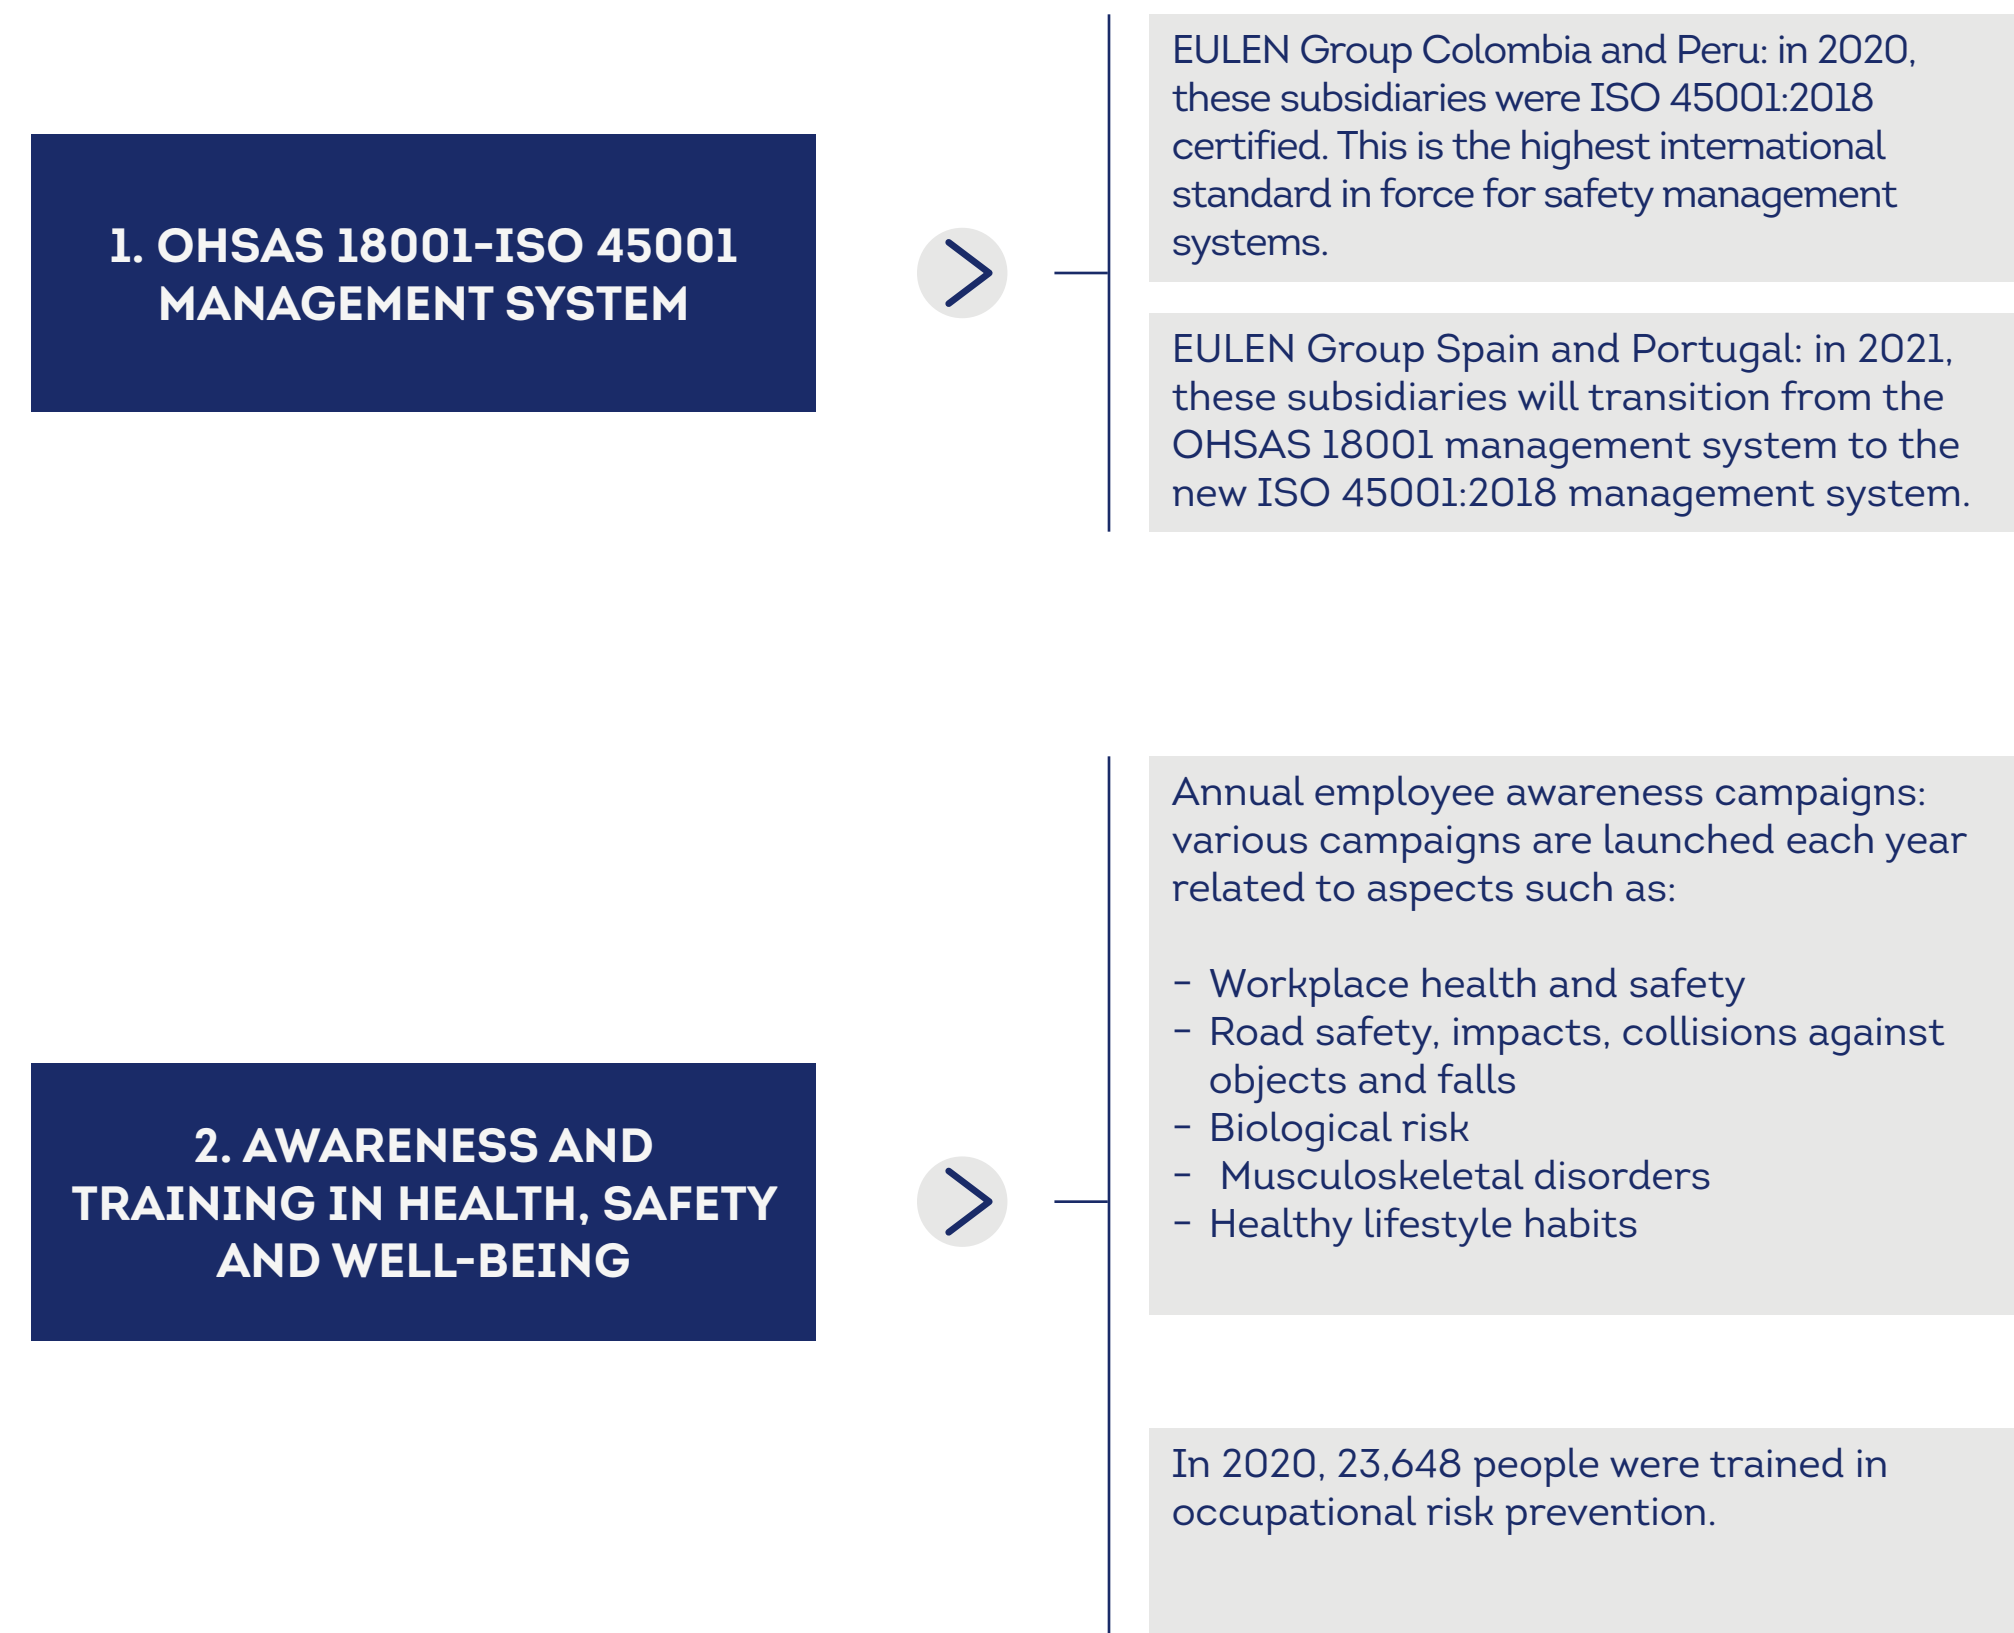 1. OHSAS 18001-ISO 45001
MANAGEMENT SYSTEM
EULEN Group Colombia and Peru: in 2020,
these subsidiaries were ISO 45001:2018
certified. This is the highest international
standard in force for safety management
systems.
EULEN Group Spain and Portugal: in 2021,
these subsidiaries will transition from the
OHSAS 18001 management system to the
new ISO 45001:2018 management system.
2. AWARENESS AND
TRAINING IN HEALTH, SAFETY
AND WELL-BEING
Annual employee awareness campaigns:
various campaigns are launched each year
related to aspects such as:
- Workplace health and safety
- Road safety, impacts, collisions against
objects and falls
- Biological risk
- Musculoskeletal disorders
- Healthy lifestyle habits
In 2020, 23,648 people were trained in
occupational risk prevention.